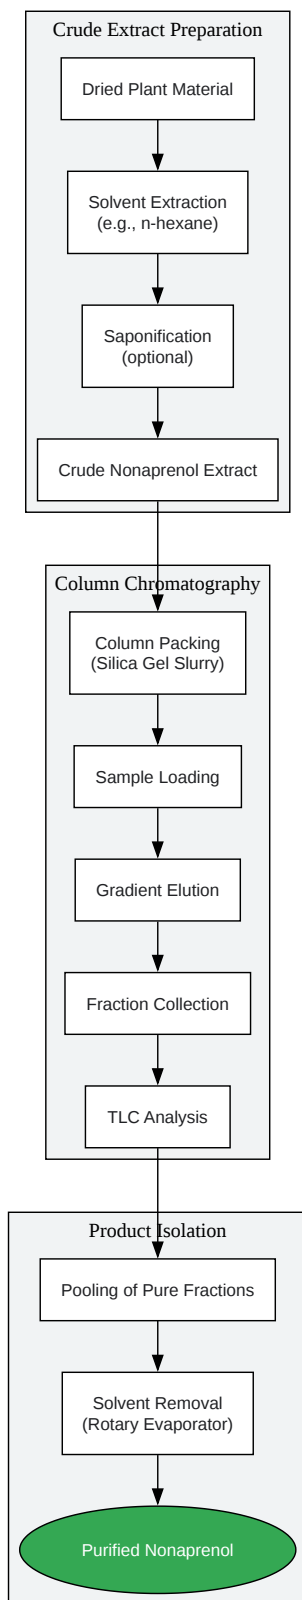 Crude Extract Preparation
Dried Plant Material
Solvent Extraction
(e.g., n-hexane)
Saponification
(optional)
Crude Nonaprenol Extract
Column Chromatography
Column Packing
(Silica Gel Slurry)
Sample Loading
Gradient Elution
Fraction Collection
TLC Analysis
Product Isolation
Pooling of Pure Fractions
Solvent Removal
(Rotary Evaporator)
Purified Nonaprenol